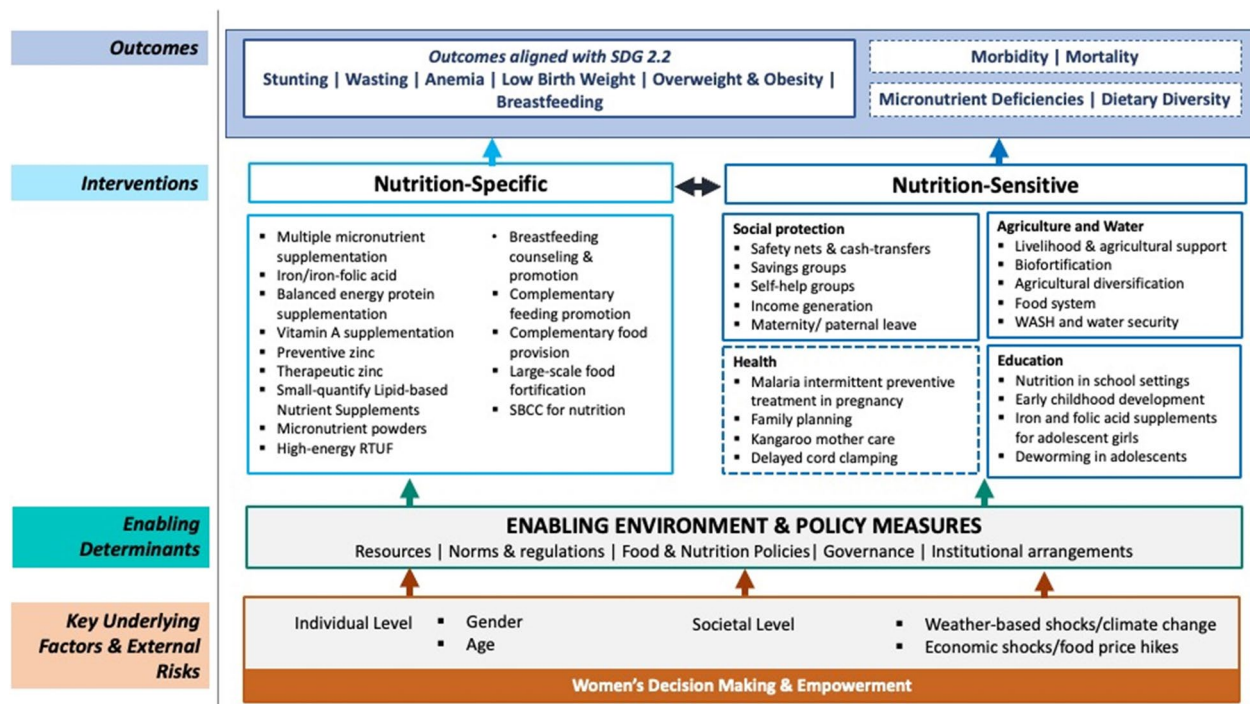 Outcomes
Outcomes aligned with SDG 2.2
Stunting | Wasting | Anemia | Low Birth Weight | Overweight & Obesity |
Breastfeeding
Morbidity | Mortality
Micronutrient Deficiencies | Dietary Diversity
Interventions
Nutrition-Specific
Nutrition-Sensitive
▪ Multiple micronutrient
supplementation
▪ Iron/iron-folic acid
▪ Balanced energy protein
supplementation
▪ Vitamin A supplementation
▪ Preventive zinc
▪ Therapeutic zinc
▪ Small-quantify Lipid-based
Nutrient Supplements
▪ Micronutrient powders
▪ High-energy RTUF
• Breastfeeding
counseling &
promotion
▪ Complementary
feeding promotion
▪ Complementary food
provision
▪ Large-scale food
fortification
▪ SBCC for nutrition
Social protection
▪ Safety nets & cash-transfers
▪ Savings groups
▪ Self-help groups
▪ Income generation
▪ Maternity/ paternal leave
Agriculture and Water
▪ Livelihood & agricultural support
▪ Biofortification
▪ Agricultural diversification
▪ Food system
▪ WASH and water security
Health
▪ Malaria intermittent preventive
treatment in pregnancy
▪ Family planning
▪ Kangaroo mother care
▪ Delayed cord clamping
Education
▪ Nutrition in school settings
▪ Early childhood development
▪ Iron and folic acid supplements
for adolescent girls
▪ Deworming in adolescents
Enabling
Determinants
ENABLING ENVIRONMENT & POLICY MEASURES
Resources | Norms & regulations | Food & Nutrition Policies| Governance | Institutional arrangements
Key Underlying
Factors & External
Risks
Individual Level
▪ Gender
▪ Age
Societal Level
▪ Weather-based shocks/climate change
▪ Economic shocks/food price hikes
Women's Decision Making & Empowerment